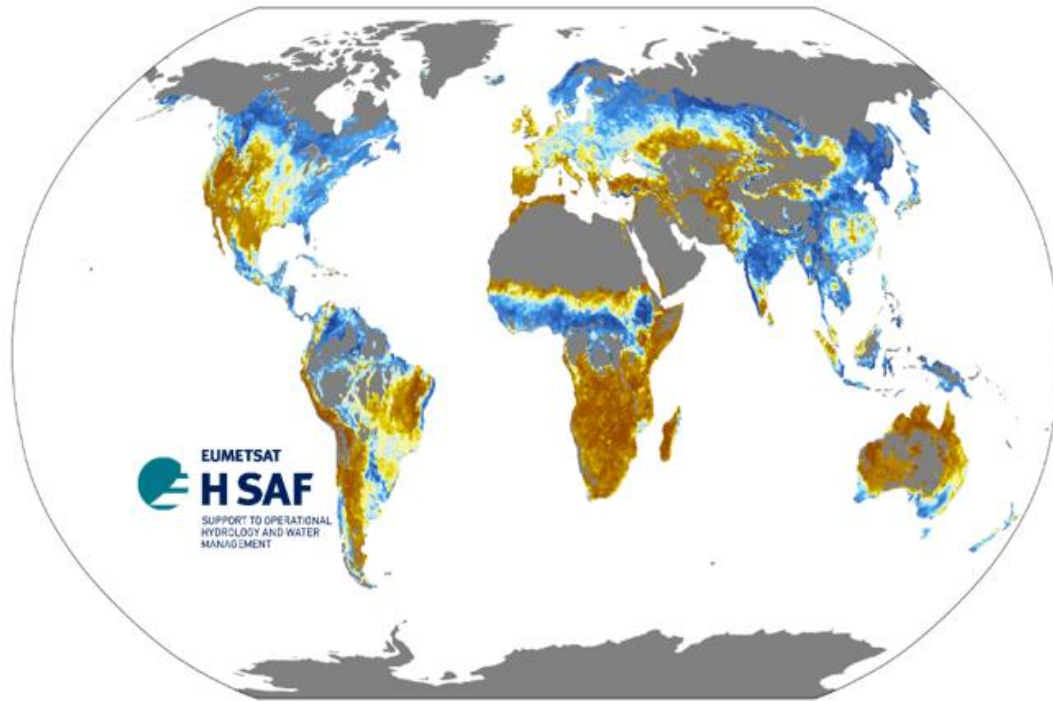 EUMETSAT
H SAF
SUPPORT TO OPERATIONAL
HYDROLOGY AND WATER
MANAGEMENT